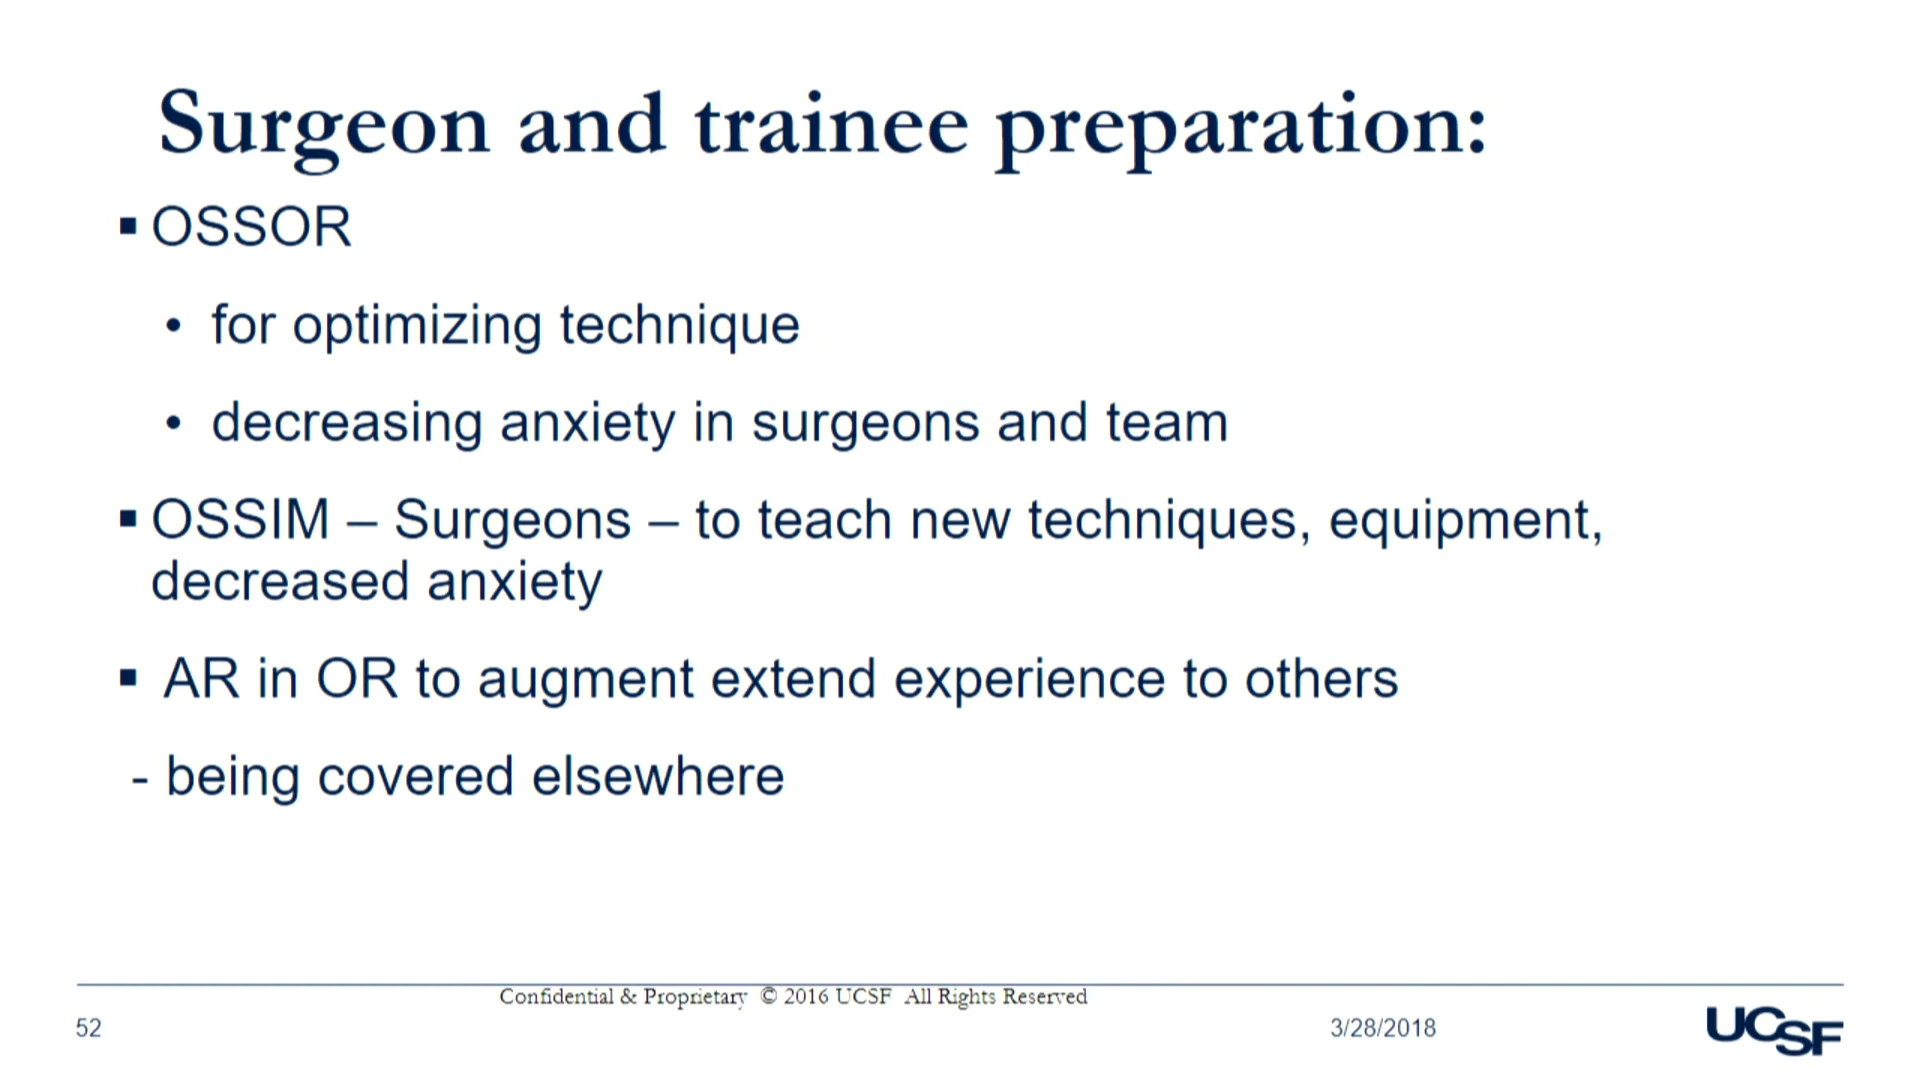 Surgeon and trainee preparation:
▪ OSSOR
• for optimizing technique
• decreasing anxiety in surgeons and team
▪ OSSIM – Surgeons – to teach new techniques, equipment,
decreased anxiety
▪ AR in OR to augment extend experience to others
- being covered elsewhere
Confidential & Proprietary © 2016 UCSF All Rights Reserved
52
3/28/2018
UCSF